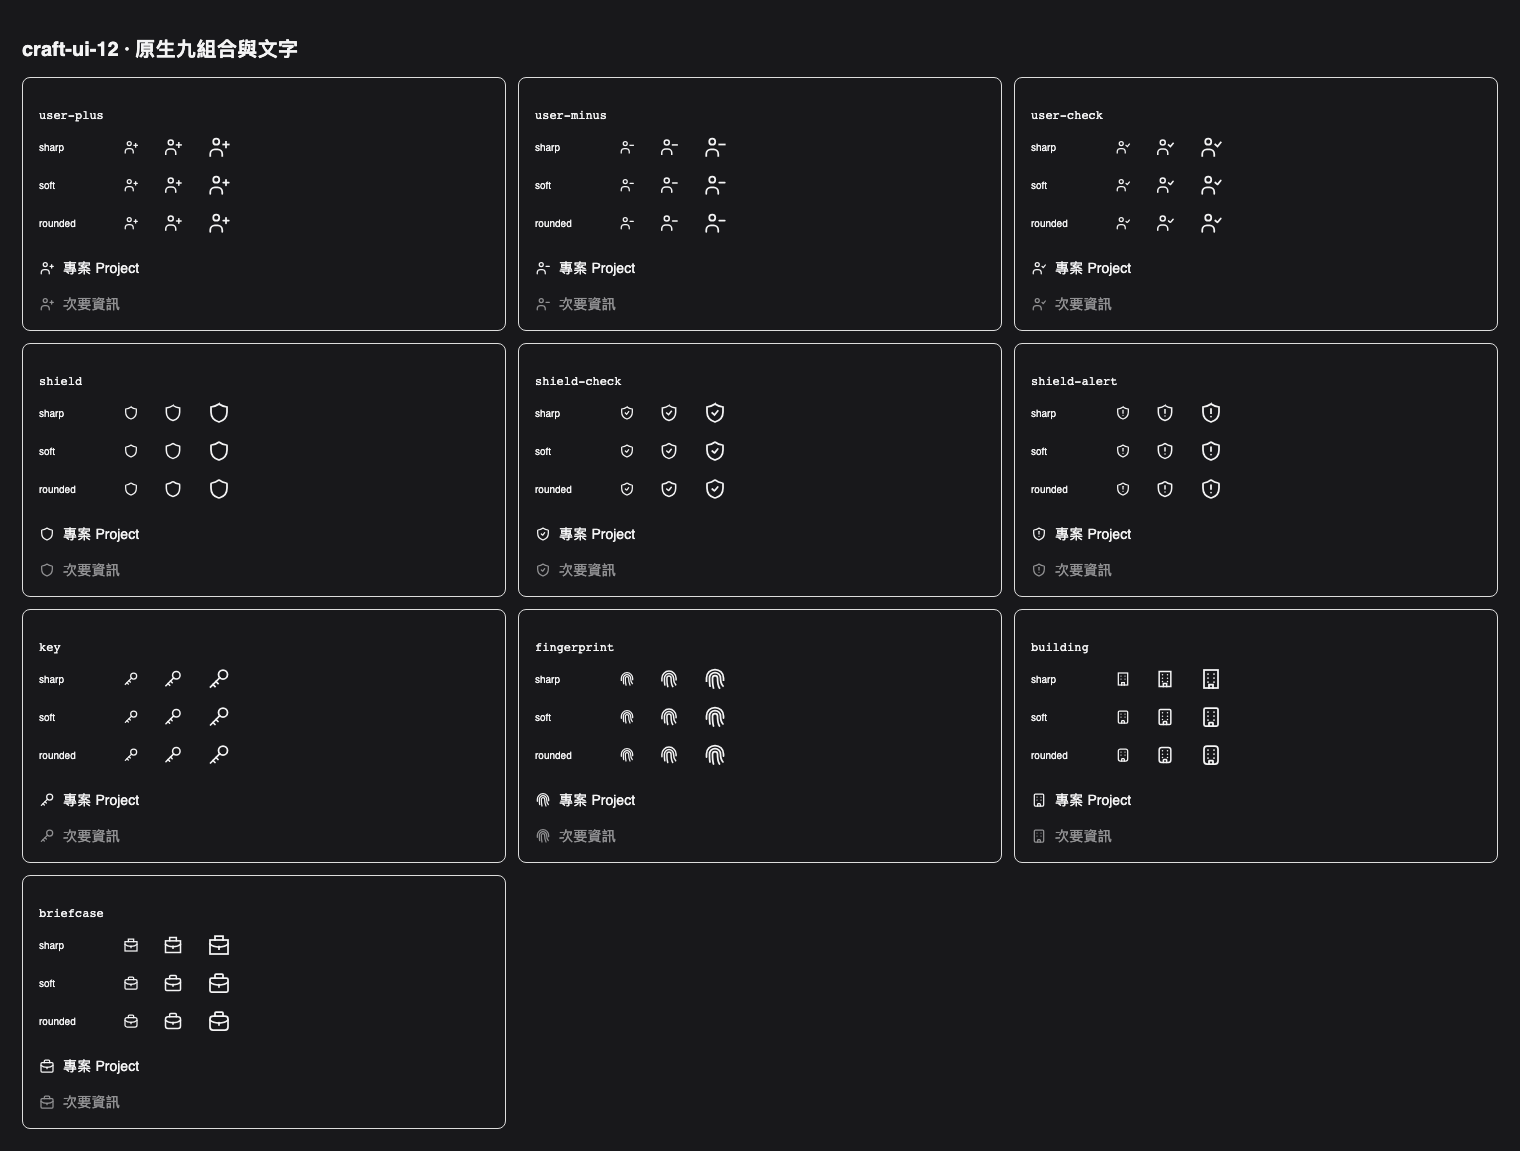 craft-ui-12 · 原生九組合與文字
user-plus
sharp
soft
rounded
專案 Project
次要資訊
user-minus
sharp
soft
rounded
專案 Project
次要資訊
user-check
sharp
soft
rounded
專案 Project
次要資訊
shield
sharp
soft
rounded
專案 Project
次要資訊
shield-check
sharp
soft
rounded
專案 Project
次要資訊
shield-alert
sharp
soft
rounded
專案 Project
次要資訊
key
sharp
soft
rounded
專案 Project
次要資訊
fingerprint
sharp
soft
rounded
專案 Project
次要資訊
building
sharp
soft
rounded
專案 Project
次要資訊
briefcase
sharp
soft
rounded
專案 Project
次要資訊